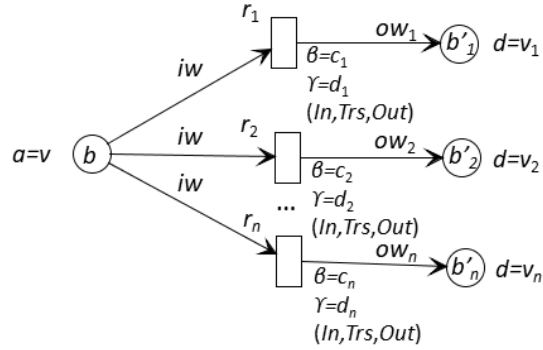 r₁
ow₁
b'₁
d=v₁
β=c₁
ϒ=d₁
(In,Trs,Out)
iw
a=v
b
iw
r₂
ow₂
b'₂
d=v₂
β=c₂
ϒ=d₂
(In,Trs,Out)
...
iw
rₙ
owₙ
b'ₙ
d=vₙ
β=cₙ
ϒ=dₙ
(In,Trs,Out)